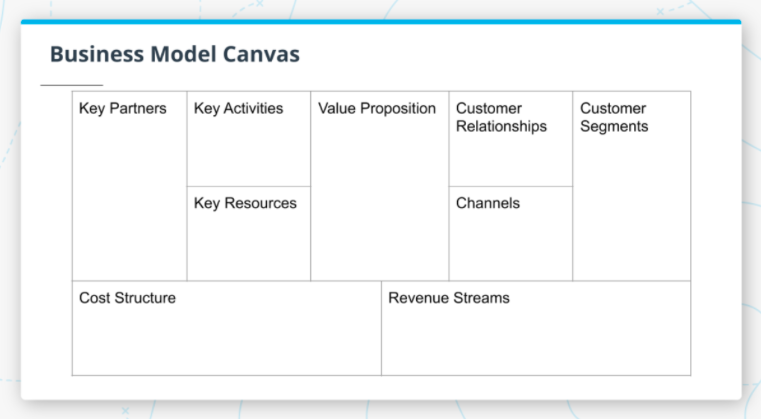 Business Model Canvas
Key Partners
Key Activities
Value Proposition
Customer
Relationships
Customer
Segments
Key Resources
Channels
Cost Structure
Revenue Streams